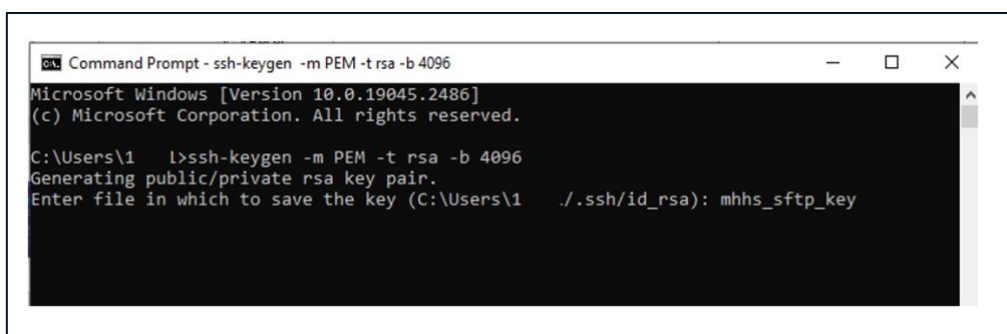 Command Prompt - ssh-keygen -m PEM -t rsa -b 4096
Microsoft Windows [Version 10.0.19045.2486]
(c) Microsoft Corporation. All rights reserved.
C:\Users\1 l>ssh-keygen -m PEM -t rsa -b 4096
Generating public/private rsa key pair.
Enter file in which to save the key (C:\Users\1 ./.ssh/id_rsa): mhhs_sftp_key